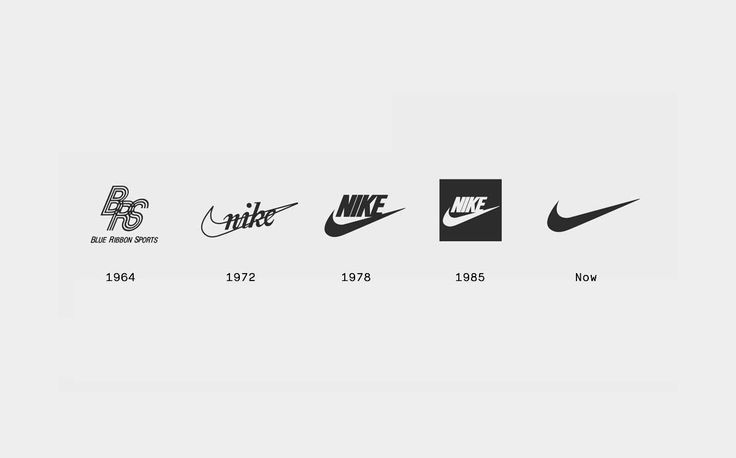 BRS
BLUE RIBBON SPORTS
nike
NIKE
NIKE
1964 1972 1978 1985 Now